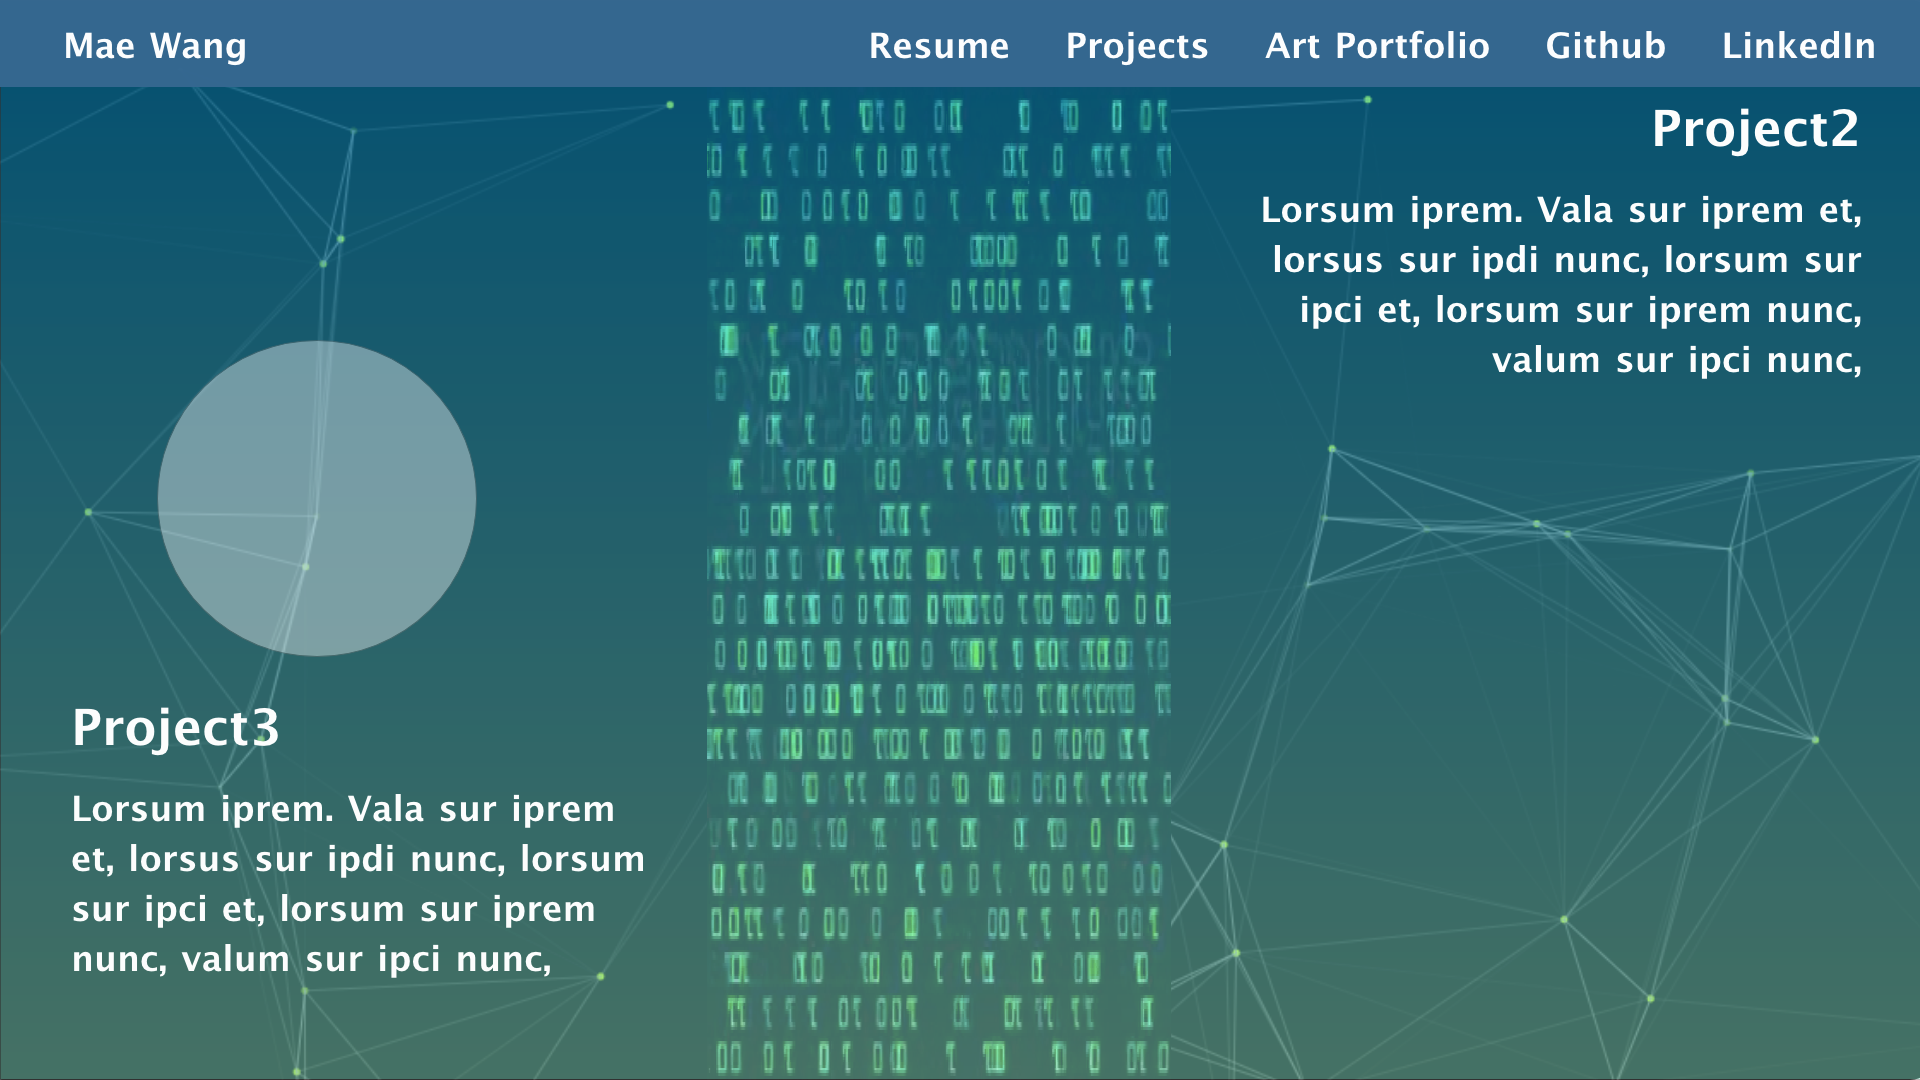 Mae Wang Resume Projects Art Portfolio Github LinkedIn
Project2
Lorsum iprem. Vala sur iprem et,
lorsus sur ipdi nunc, lorsum sur
ipci et, lorsum sur iprem nunc,
valum sur ipci nunc,
Project3
Lorsum iprem. Vala sur iprem
et, lorsus sur ipdi nunc, lorsum
sur ipci et, lorsum sur iprem
nunc, valum sur ipci nunc,